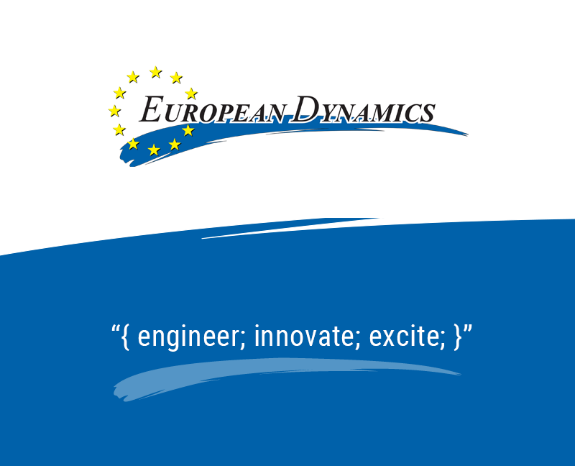 European Dynamics
“{ engineer; innovate; excite; }”